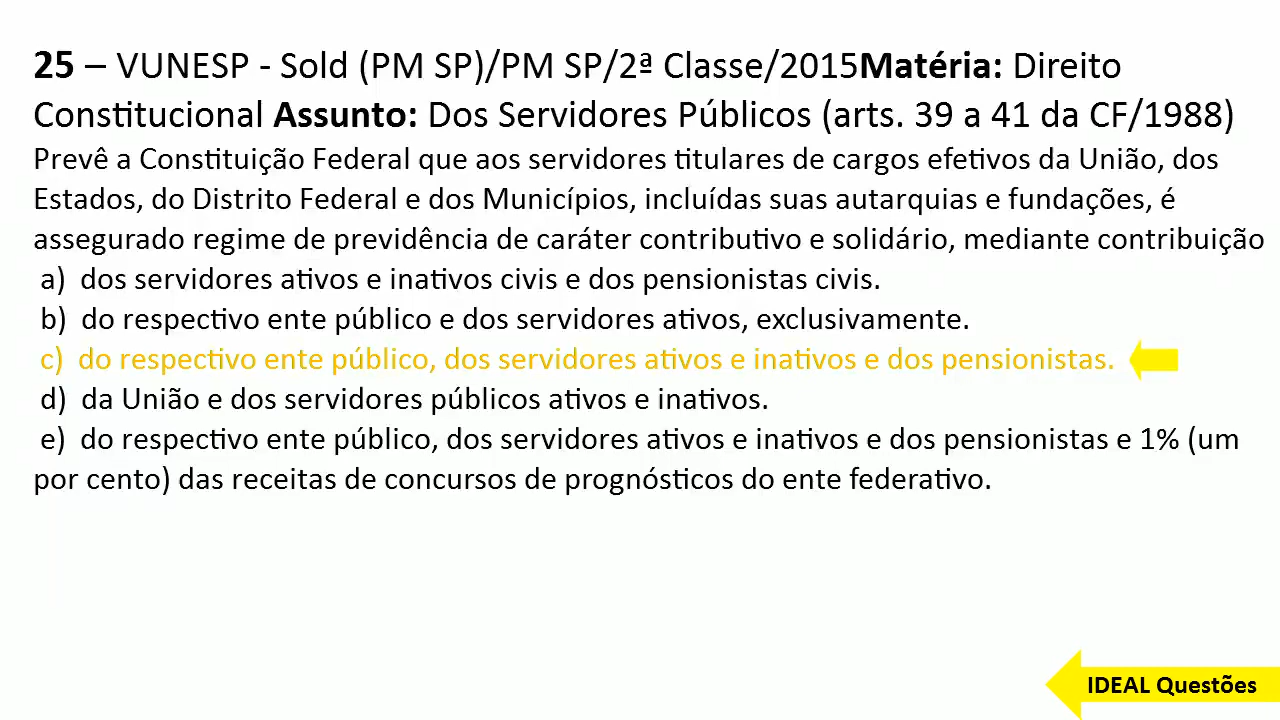 25 – VUNESP - Sold (PM SP)/PM SP/2ª Classe/2015Matéria: Direito
Constitucional Assunto: Dos Servidores Públicos (arts. 39 a 41 da CF/1988)
Prevê a Constituição Federal que aos servidores titulares de cargos efetivos da União, dos
Estados, do Distrito Federal e dos Municípios, incluídas suas autarquias e fundações, é
assegurado regime de previdência de caráter contributivo e solidário, mediante contribuição
a) dos servidores ativos e inativos civis e dos pensionistas civis.
b) do respectivo ente público e dos servidores ativos, exclusivamente.
c) do respectivo ente público, dos servidores ativos e inativos e dos pensionistas.
d) da União e dos servidores públicos ativos e inativos.
e) do respectivo ente público, dos servidores ativos e inativos e dos pensionistas e 1% (um
por cento) das receitas de concursos de prognósticos do ente federativo.
IDEAL Questões